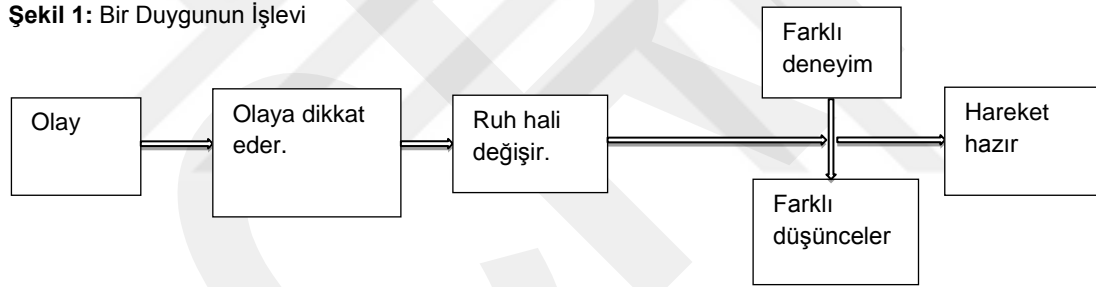 Şekil 1: Bir Duygunun İşlevi
Olay
Olaya dikkat
eder.
Ruh hali
değişir.
Farklı
deneyim
Farklı
düşünceler
Hareket
hazır